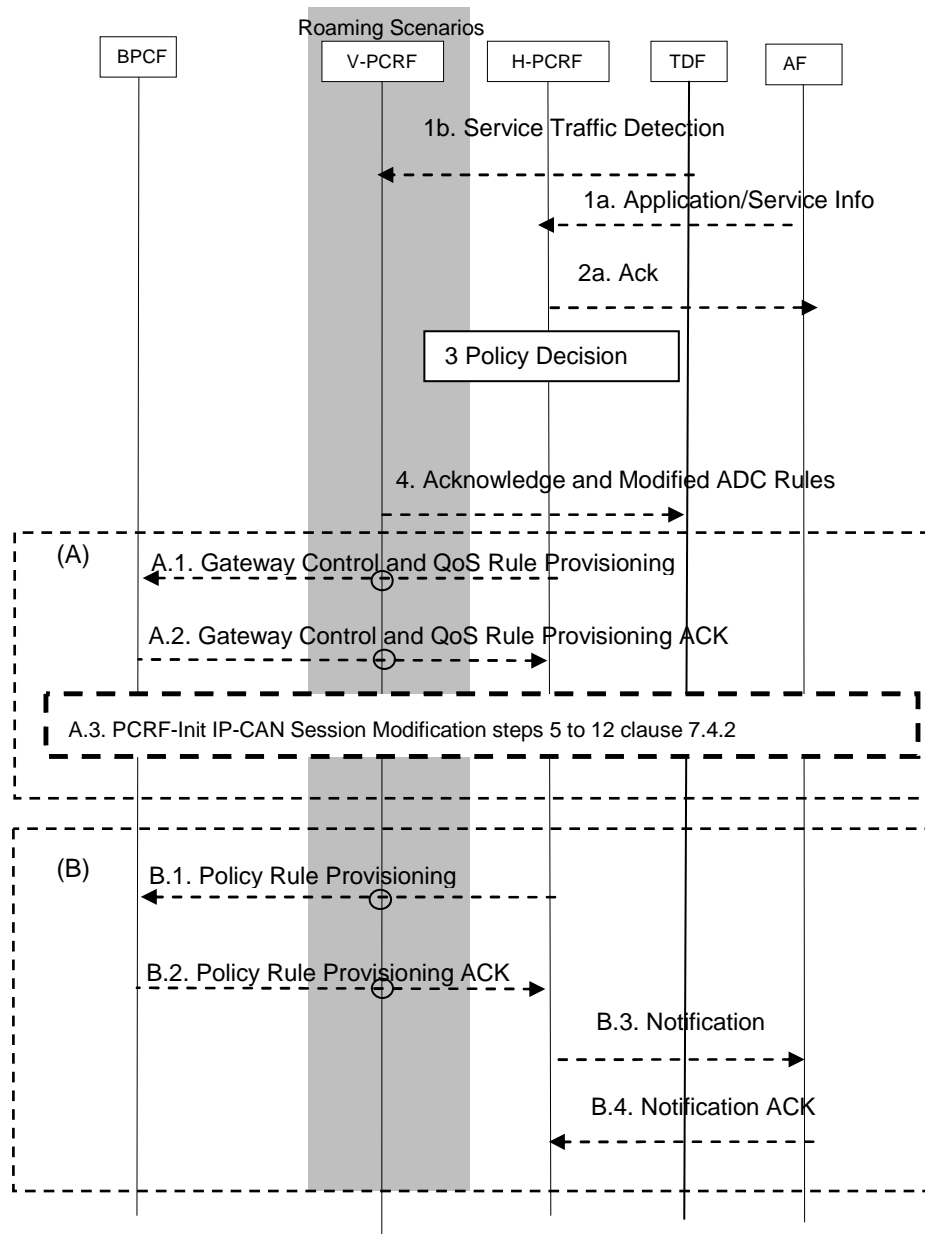 Roaming Scenarios
BPCF
V-PCRF
H-PCRF
TDF
AF
1b. Service Traffic Detection
1a. Application/Service Info
2a. Ack
3 Policy Decision
4. Acknowledge and Modified ADC Rules
(A)
A.1. Gateway Control and QoS Rule Provisioning
A.2. Gateway Control and QoS Rule Provisioning ACK
A.3. PCRF-Init IP-CAN Session Modification steps 5 to 12 clause 7.4.2
(B)
B.1. Policy Rule Provisioning
B.2. Policy Rule Provisioning ACK
B.3. Notification
B.4. Notification ACK